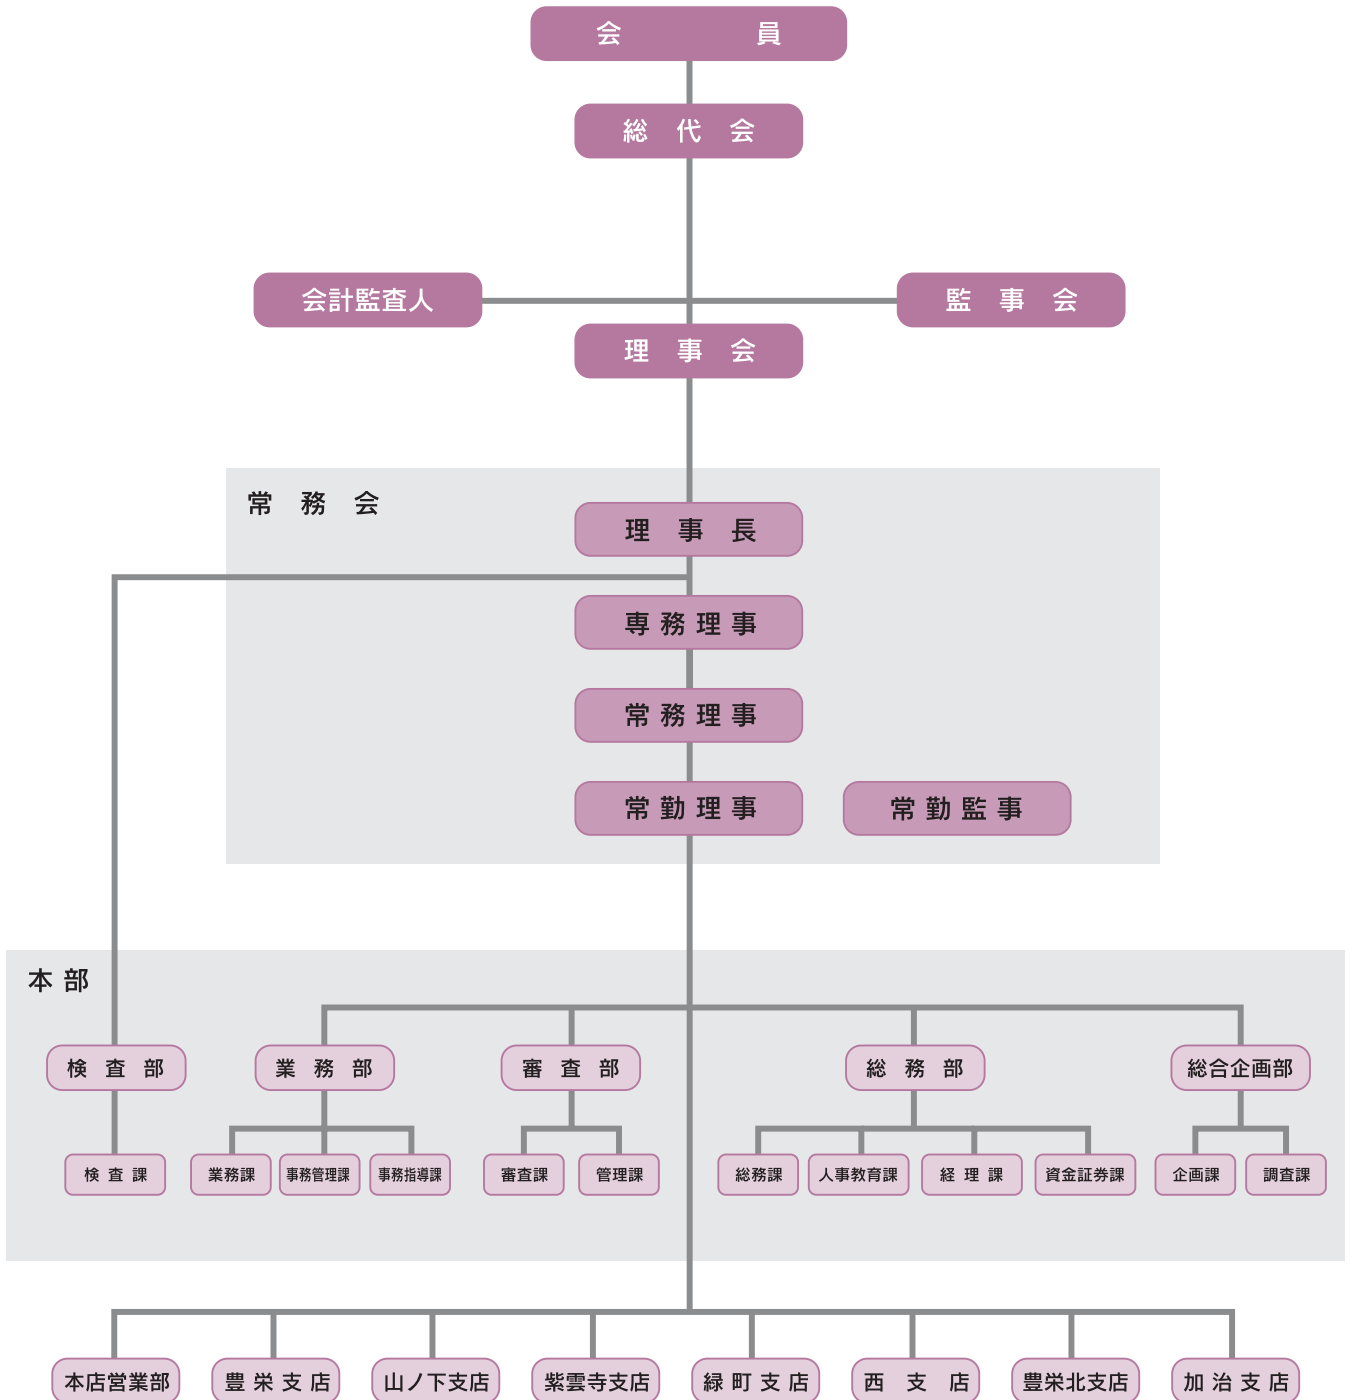 会員
総代会
会計監査人
監事会
理事会
常務会
理事長
専務理事
常務理事
常勤理事
常勤監事
本部
検査部
業務部
審査部
総務部
総合企画部
検査課
業務課
事務管理課
事務指導課
審査課
管理課
総務課
人事教育課
経理課
資金証券課
企画課
調査課
本店営業部
豊栄支店
山ノ下支店
紫雲寺支店
緑町支店
西支店
豊栄北支店
加治支店